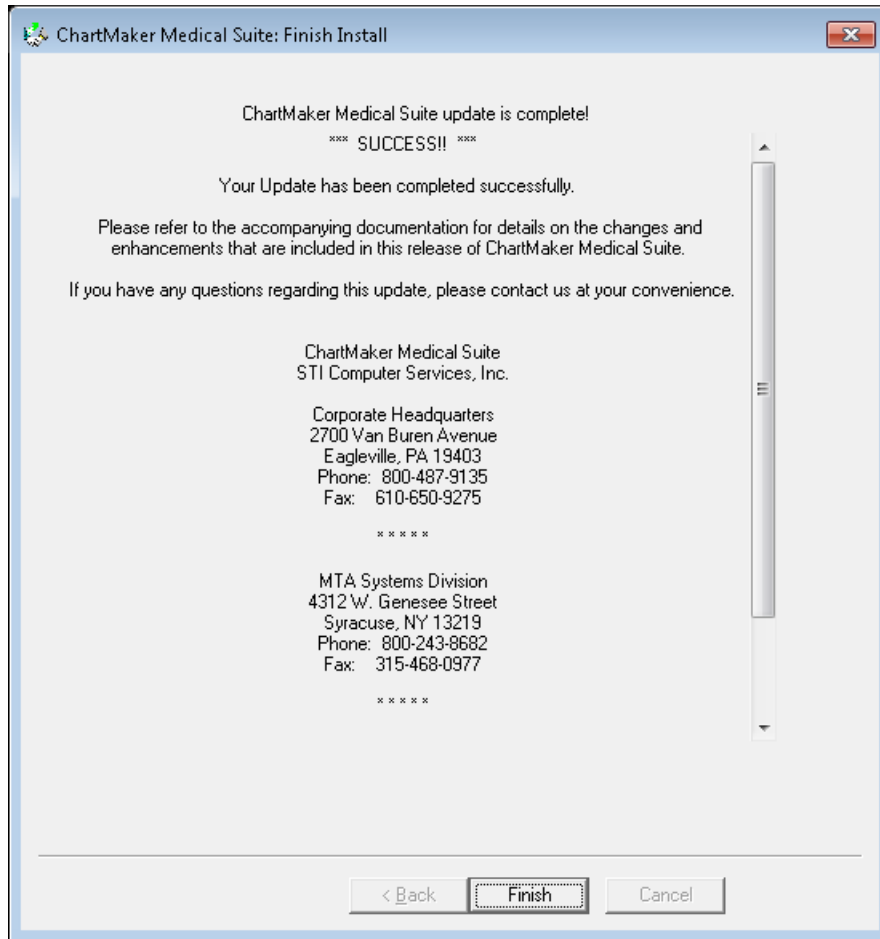 ChartMaker Medical Suite: Finish Install
ChartMaker Medical Suite update is complete!
*** SUCCESS!! ***
Your Update has been completed successfully.
Please refer to the accompanying documentation for details on the changes and
enhancements that are included in this release of ChartMaker Medical Suite.
If you have any questions regarding this update, please contact us at your convenience.
ChartMaker Medical Suite
STI Computer Services, Inc.
Corporate Headquarters
2700 Van Buren Avenue
Eagleville, PA 19403
Phone: 800-487-9135
Fax: 610-650-9275
* * * * *
MTA Systems Division
4312 W. Genesee Street
Syracuse, NY 13219
Phone: 800-243-8682
Fax: 315-468-0977
* * * * *
< Back Finish Cancel